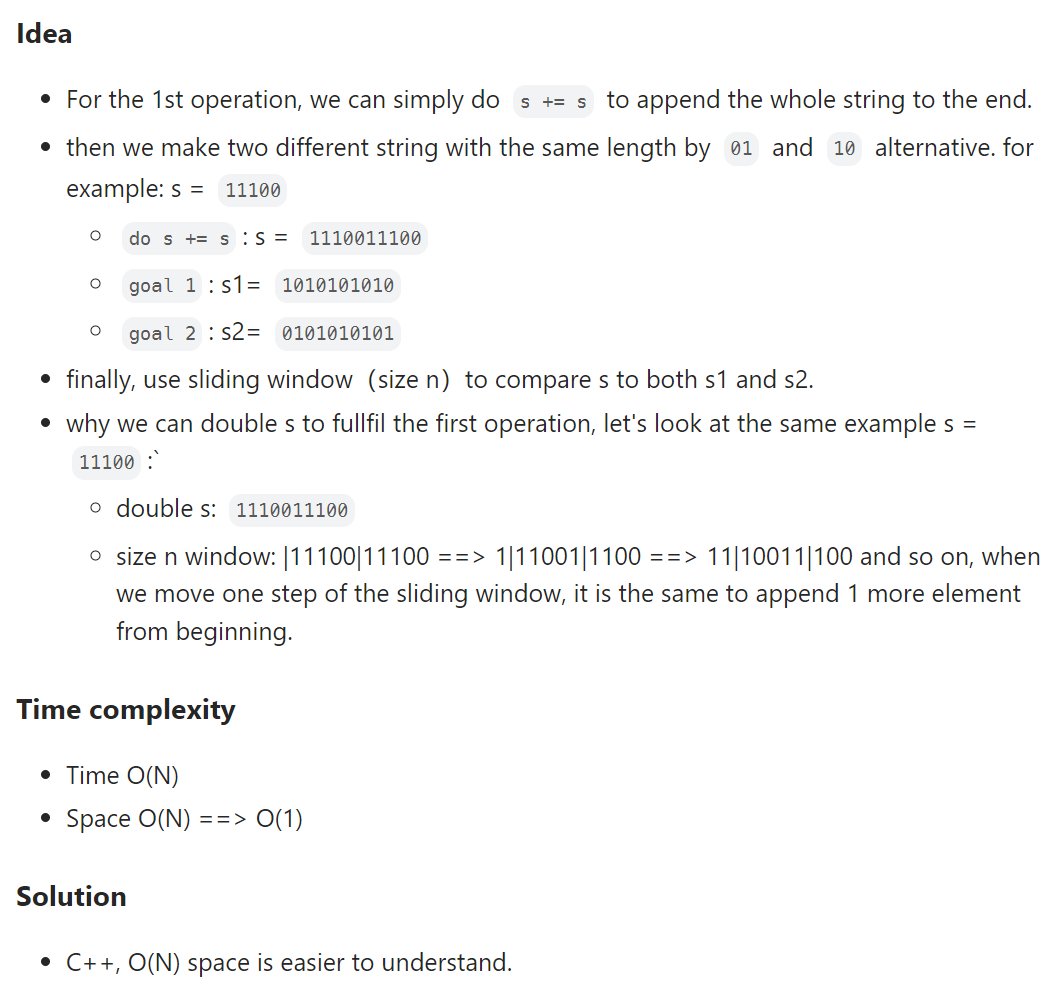 Idea
For the 1st operation, we can simply do s += s to append the whole string to the end.
then we make two different string with the same length by 01 and 10 alternative. for
example: s = 11100
do s += s : s = 1110011100
goal 1 : s1= 1010101010
goal 2 : s2= 0101010101
finally, use sliding window（size n）to compare s to both s1 and s2.
why we can double s to fullfil the first operation, let's look at the same example s =
11100 :`
double s: 1110011100
size n window: |11100|11100 ==> 1|11001|1100 ==> 11|10011|100 and so on, when
we move one step of the sliding window, it is the same to append 1 more element
from beginning.
Time complexity
Time O(N)
Space O(N) ==> O(1)
Solution
C++, O(N) space is easier to understand.